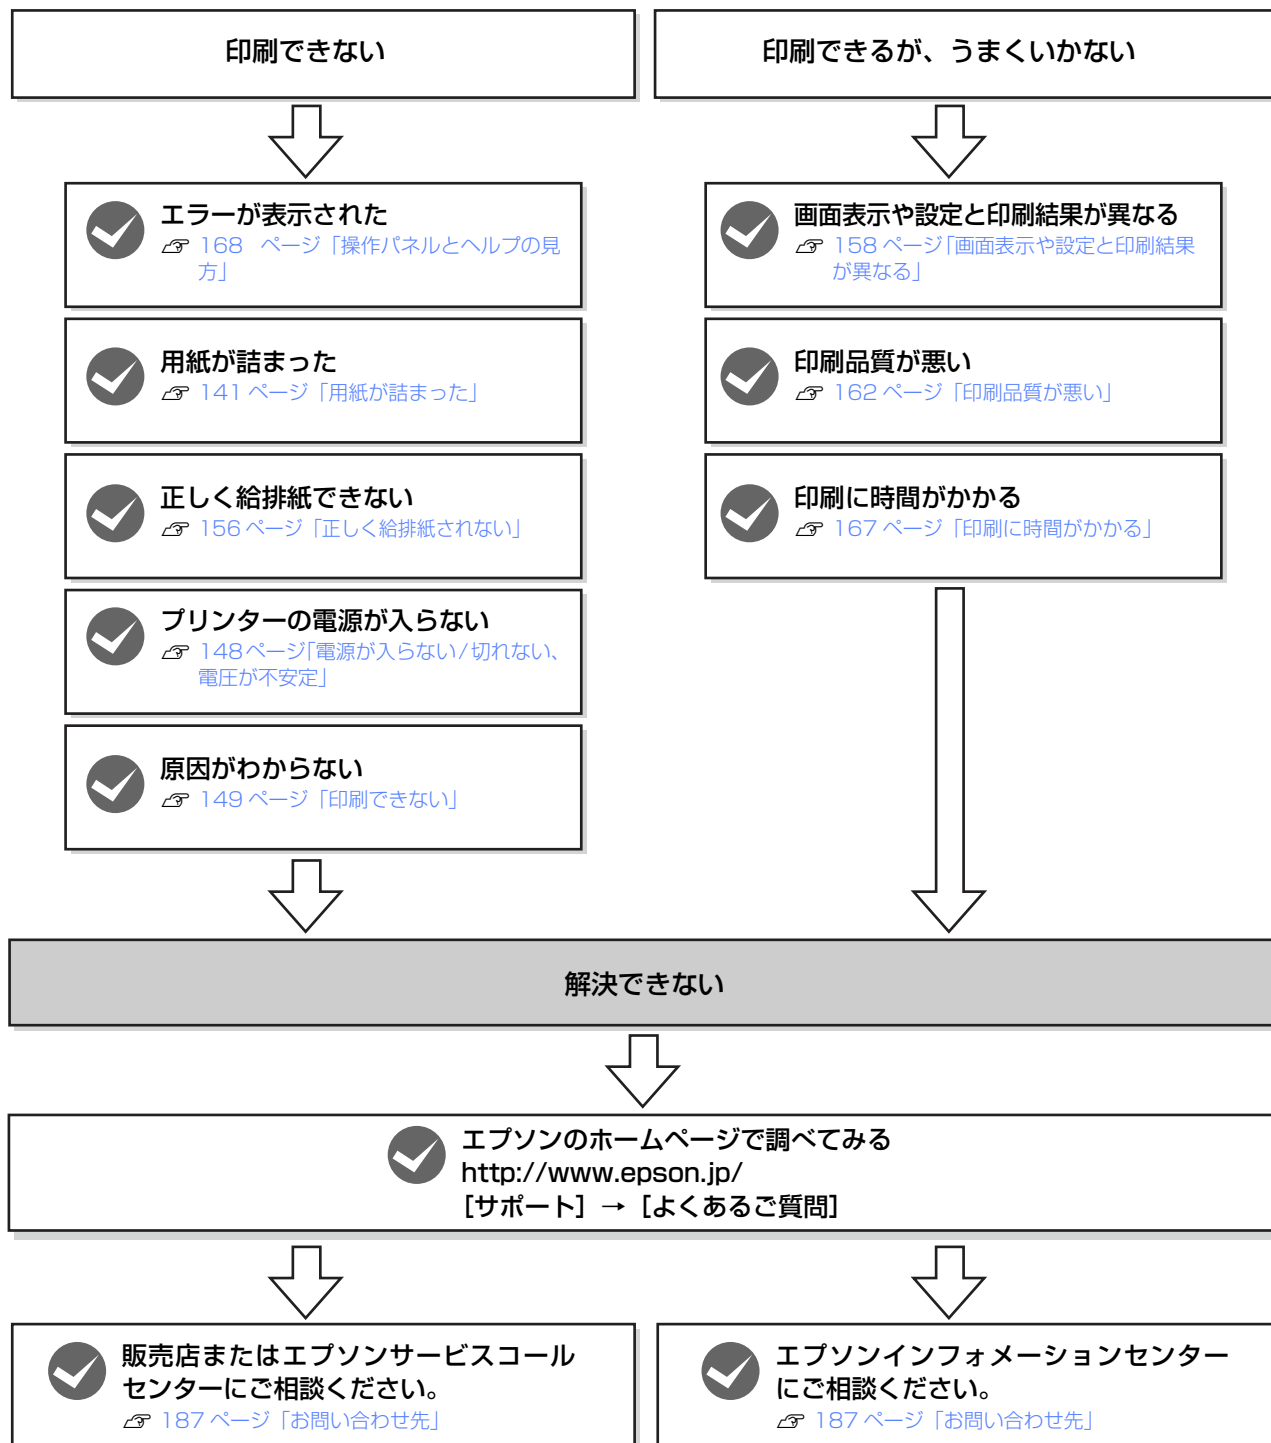 印刷できない
印刷できるが、うまくいかない
エラーが表示された
168 ページ「操作パネルとヘルプの見
方」
用紙が詰まった
141 ページ「用紙が詰まった」
正しく給排紙できない
156 ページ「正しく給排紙されない」
プリンターの電源が入らない
148 ページ「電源が入らない/切れない、
電圧が不安定」
原因がわからない
149 ページ「印刷できない」
画面表示や設定と印刷結果が異なる
158 ページ「画面表示や設定と印刷結果
が異なる」
印刷品質が悪い
162 ページ「印刷品質が悪い」
印刷に時間がかかる
167 ページ「印刷に時間がかかる」
解決できない
エプソンのホームページで調べてみる
http://www.epson.jp/
［サポート］→［よくあるご質問］
販売店またはエプソンサービスコール
センターにご相談ください。
187 ページ「お問い合わせ先」
エプソンインフォメーションセンター
にご相談ください。
187 ページ「お問い合わせ先」